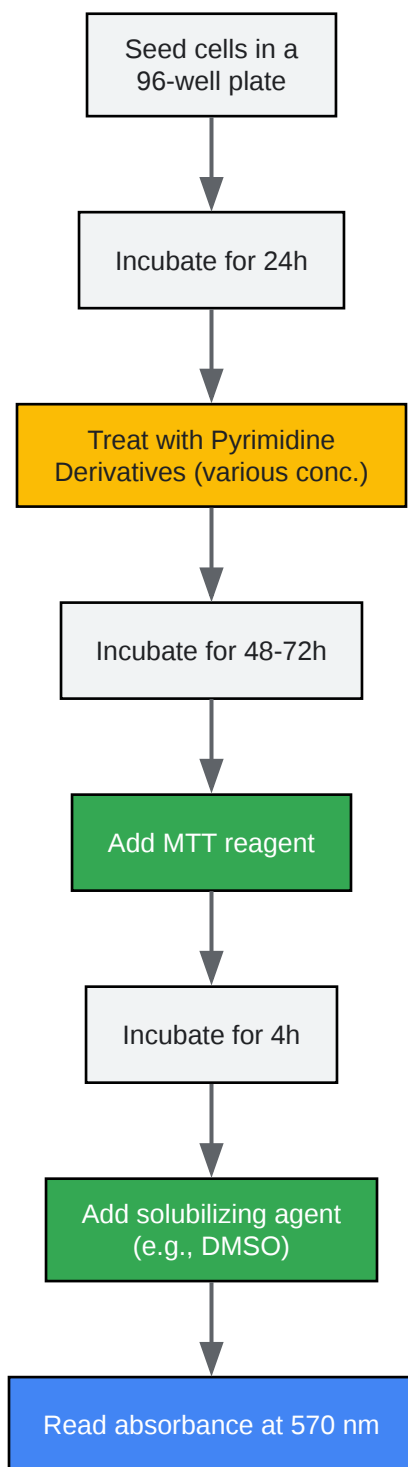 Seed cells in a
96-well plate
Incubate for 24h
Treat with Pyrimidine
Derivatives (various conc.)
Incubate for 48-72h
Add MTT reagent
Incubate for 4h
Add solubilizing agent
(e.g., DMSO)
Read absorbance at 570 nm